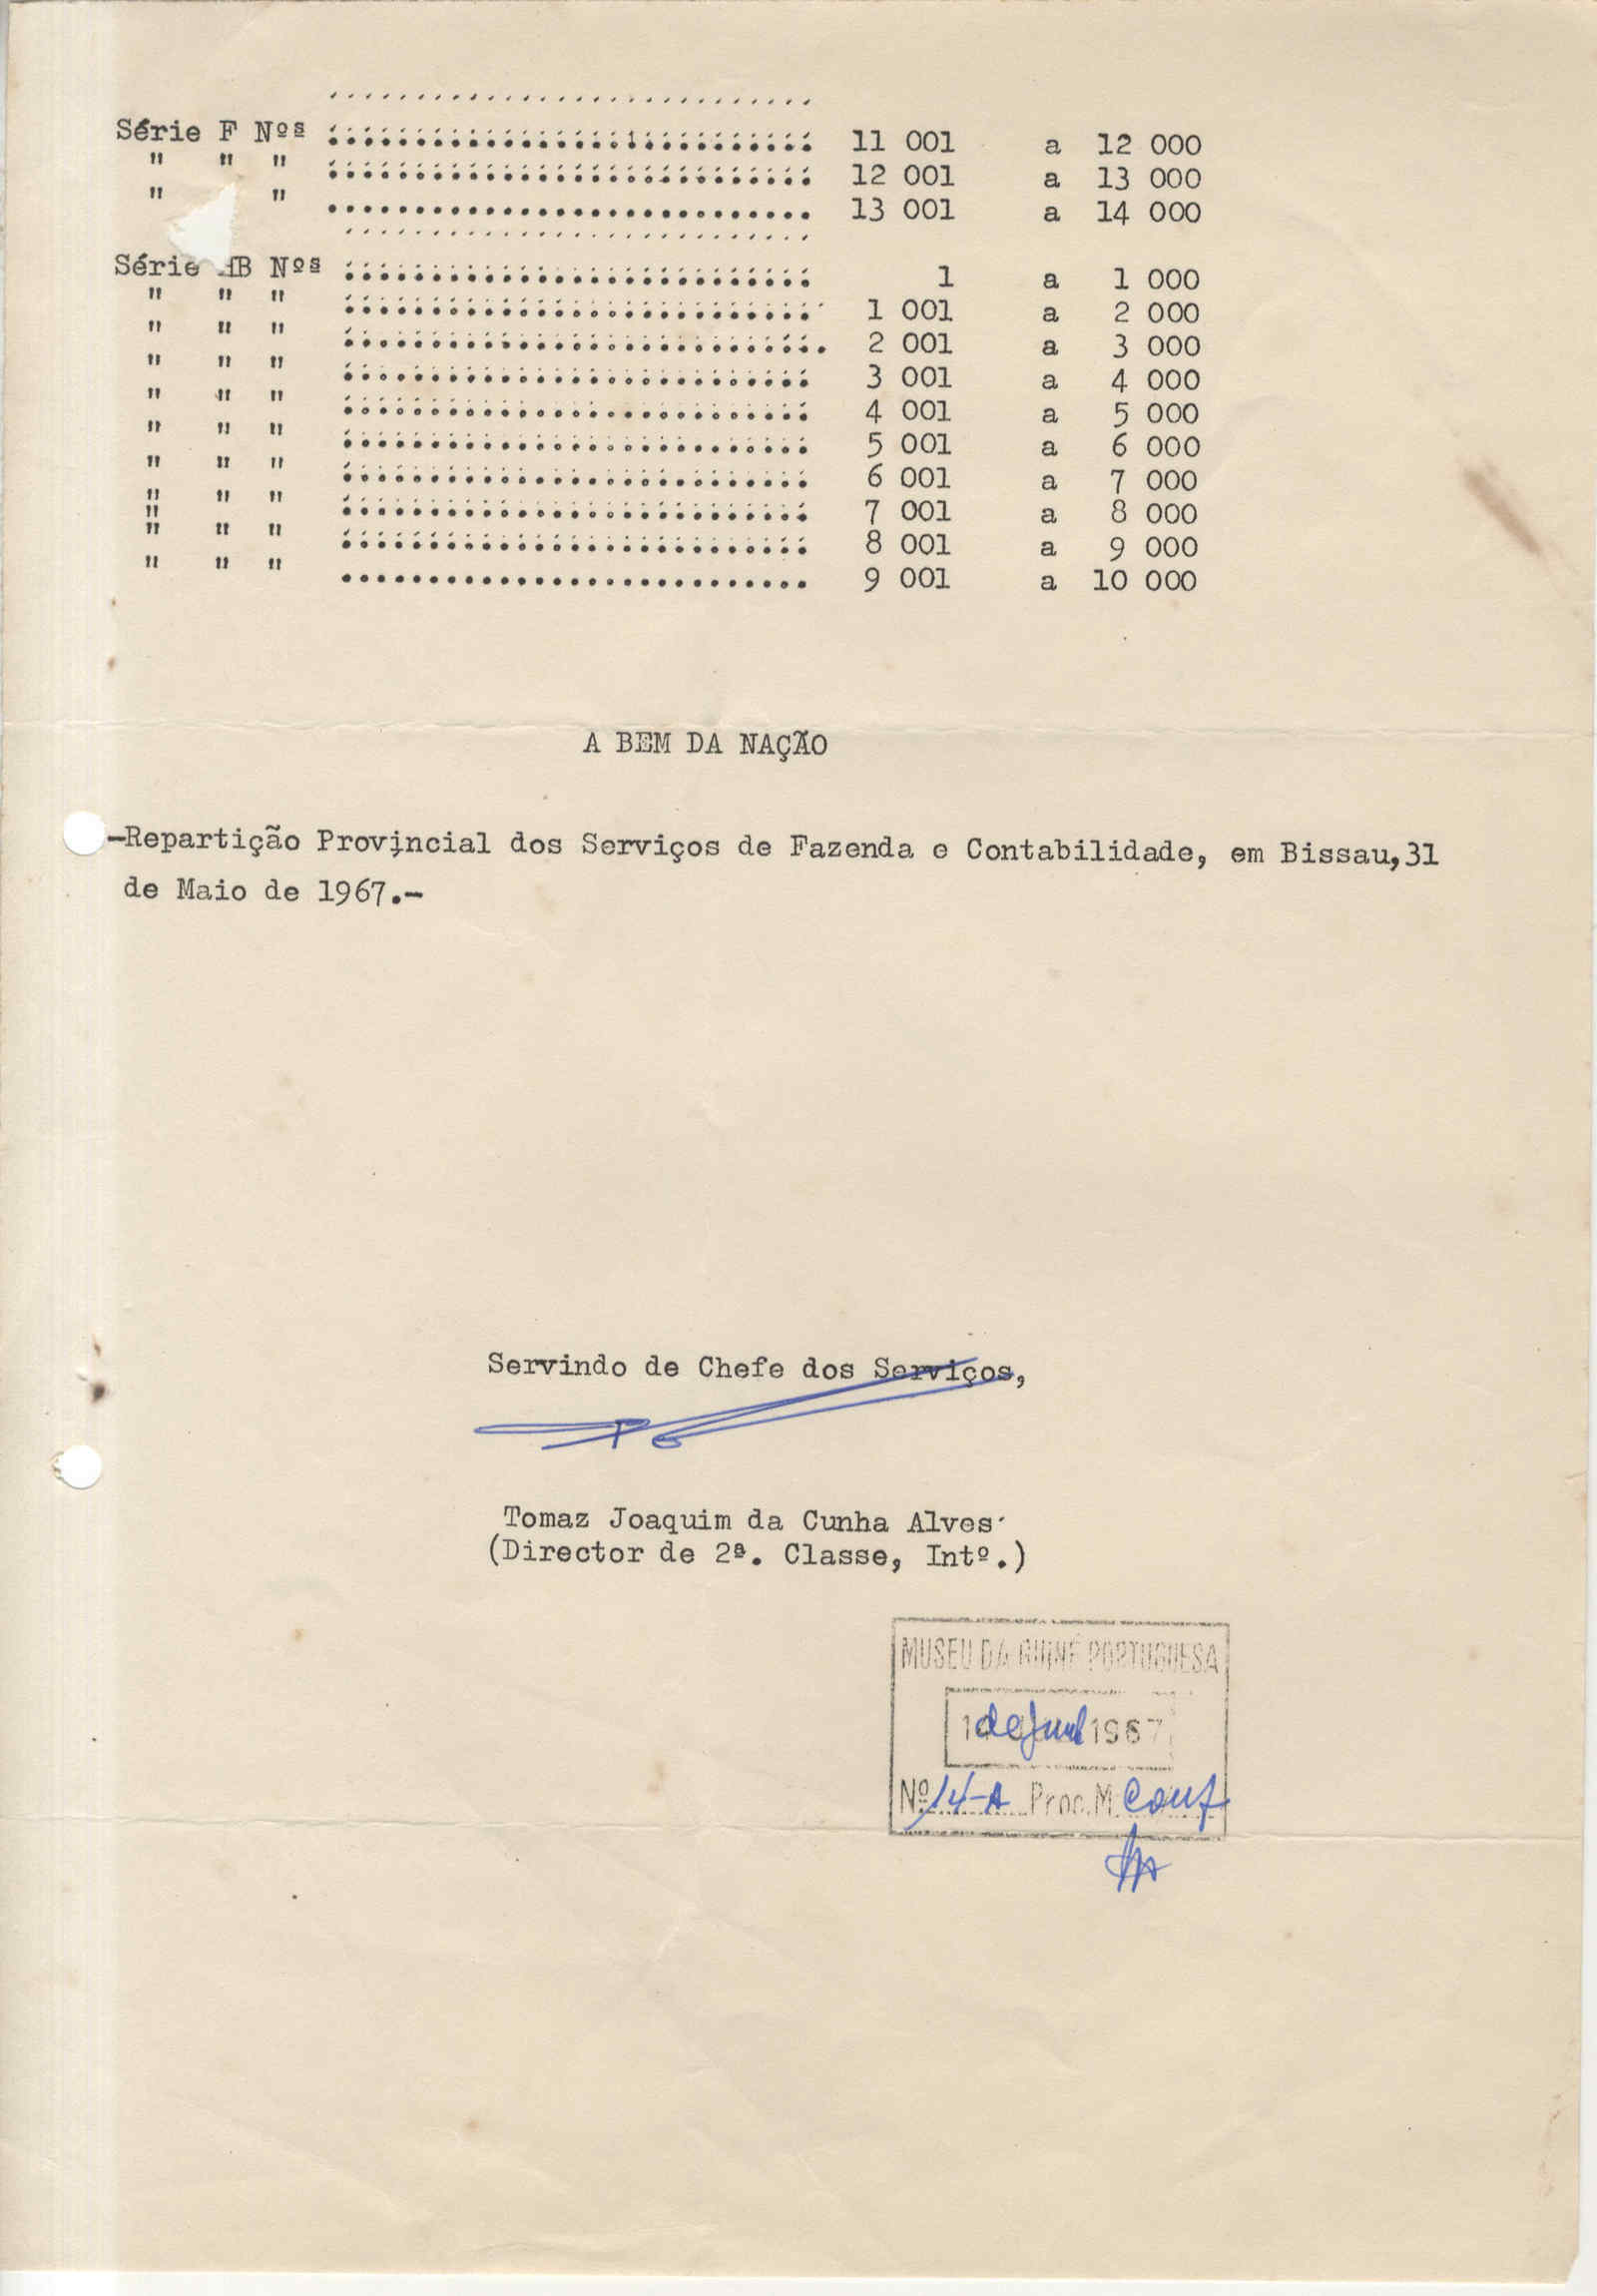 Série F Nºs ........................... 11 001 a 12 000
" " " ........................... 12 001 a 13 000
" " ........................... 13 001 a 14 000
Série HB Nºs ........................... 1 a 1 000
" " " ........................... 1 001 a 2 000
" " " ........................... 2 001 a 3 000
" " " ........................... 3 001 a 4 000
" " " ........................... 4 001 a 5 000
" " " ........................... 5 001 a 6 000
" " " ........................... 6 001 a 7 000
" " " ........................... 7 001 a 8 000
" " " ........................... 8 001 a 9 000
" " " ........................... 9 001 a 10 000
A BEM DA NAÇÃO
-Repartição Provincial dos Serviços de Fazenda e Contabilidade, em Bissau,31
de Maio de 1967.-
Servindo de Chefe dos Serviços,
Tomaz Joaquim da Cunha Alves
(Director de 2ª. Classe, Intº.)
MUSEU DA GUINÉ PORTUGUESA
1 de 1967
Nº 14-A Proc. M. Conf